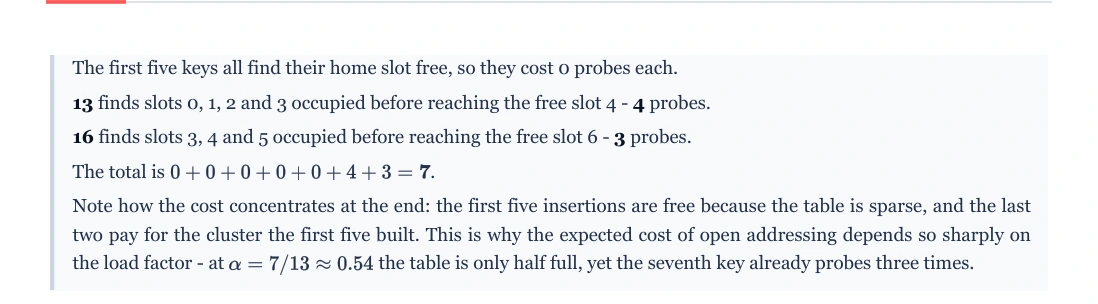 The first five keys all find their home slot free, so they cost 0 probes each.
13 finds slots 0, 1, 2 and 3 occupied before reaching the free slot 4 - 4 probes.
16 finds slots 3, 4 and 5 occupied before reaching the free slot 6 - 3 probes.
The total is 0 + 0 + 0 + 0 + 0 + 4 + 3 = 7.
Note how the cost concentrates at the end: the first five insertions are free because the table is sparse, and the last
two pay for the cluster the first five built. This is why the expected cost of open addressing depends so sharply on
the load factor - at α = 7/13 ≈ 0.54 the table is only half full, yet the seventh key already probes three times.